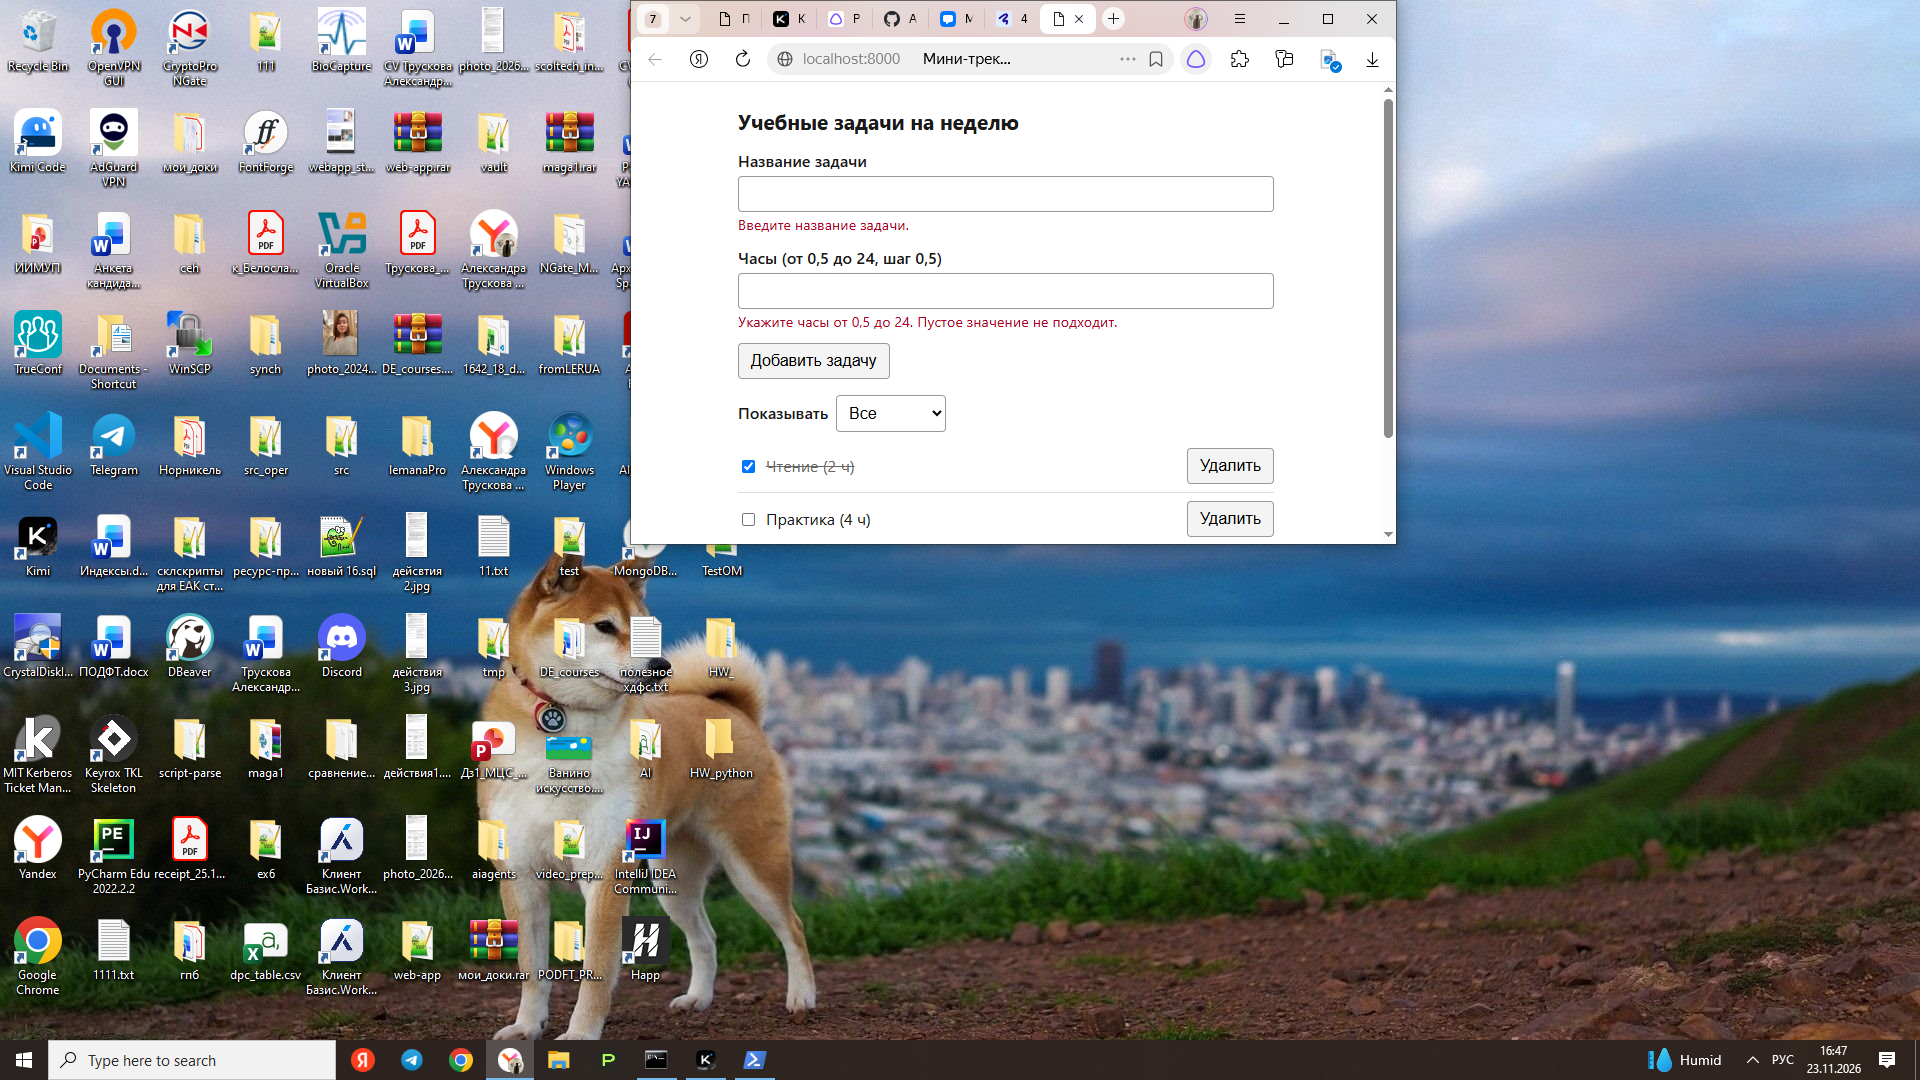 7
П
К
Р
А
М
4
localhost:8000
Мини-трек...
Учебные задачи на неделю
Название задачи
Введите название задачи.
Часы (от 0,5 до 24, шаг 0,5)
Укажите часы от 0,5 до 24. Пустое значение не подходит.
Добавить задачу
Показывать
Все
Чтение (2 ч)
Удалить
Практика (4 ч)
Удалить
Recycle Bin
OpenVPN GUI
CryptoPro NGate
111
BioCapture
CV Трускова Александр...
photo_2026...
scoltech_in...
Kimi Code
AdGuard VPN
мои_доки
FontForge
webapp_st...
web-app.rar
vault
maga1.rar
ИИМУП
Анкета кандида...
ceh
к_Белосла...
Oracle VirtualBox
Трускова_...
Александра Трускова ...
NGate_M...
TrueConf
Documents - Shortcut
WinSCP
synch
photo_2024...
DE_courses....
1642_18_d...
fromLERUA
Visual Studio Code
Telegram
Норникель
src_oper
src
lemanaPro
Александра Трускова ...
Windows Player
Kimi
Индексы.d...
склскрипты для ЕАК ст...
ресурс-пр...
новый 16.sql
дейсвтия 2.jpg
11.txt
test
MongoDB...
TestOM
CrystalDiskI...
ПОДФТ.docx
DBeaver
Трускова Александр...
Discord
действия 3.jpg
tmp
DE_courses
полезное хдфс.txt
HW_
MIT Kerberos Ticket Man...
Keyrox TKL Skeleton
script-parse
maga1
сравнение...
действия1....
Дз1_МЦС_...
Ванино искусство....
AI
HW_python
Yandex
PyCharm Edu 2022.2.2
receipt_25.1...
ex6
Клиент Базис.Work...
photo_2026...
aiagents
video_prep...
IntelliJ IDEA Communi...
Google Chrome
1111.txt
гпб
dpc_table.csv
Клиент Базис.Work...
web-app
мои_доки.rar
PODFT_PR...
Happ
Type here to search
Humid
РУС
16:47
23.11.2026